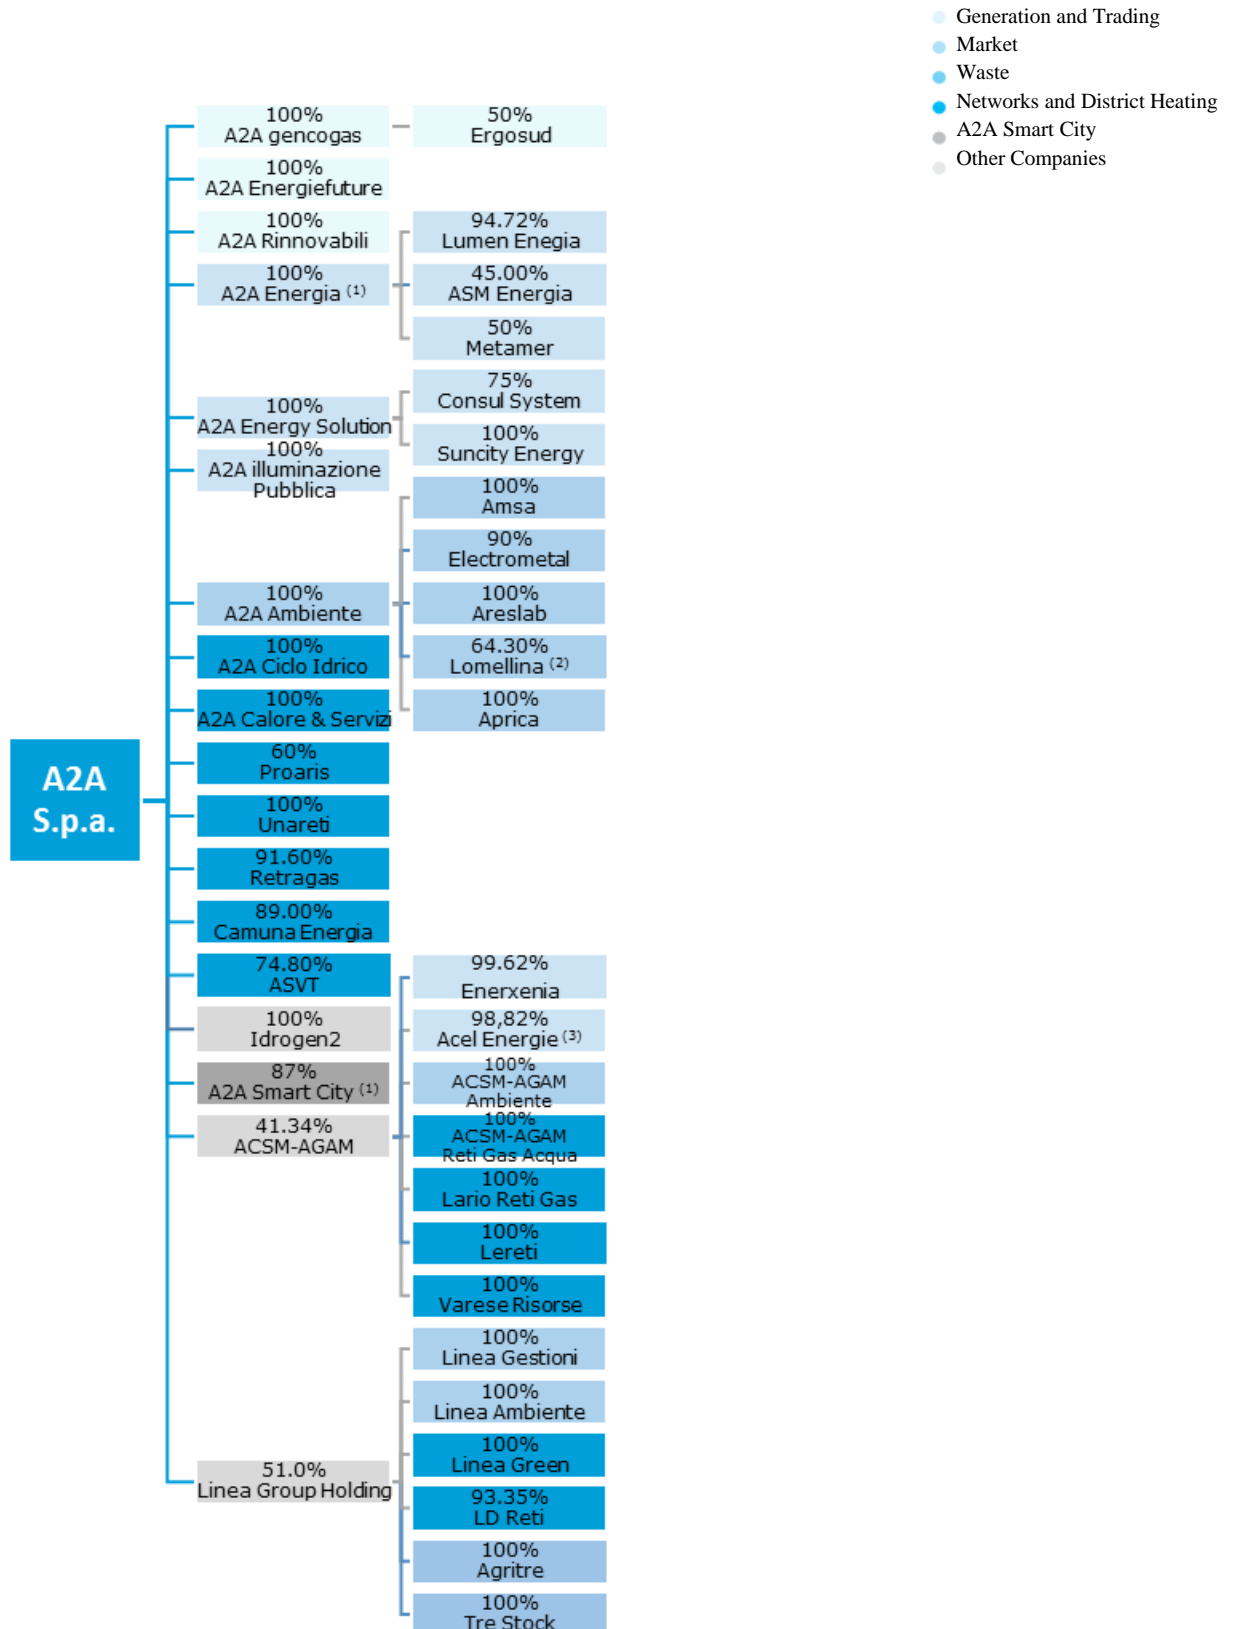 Generation and Trading
Market
Waste
Networks and District Heating
A2A Smart City
Other Companies
A2A
S.p.a.
100%
A2A gencogas
50%
Ergosud
100%
A2A Energiefuture
100%
A2A Rinnovabili
94.72%
Lumen Enegia
100%
A2A Energia (1)
45.00%
ASM Energia
50%
Metamer
75%
Consul System
100%
A2A Energy Solution
100%
Suncity Energy
100%
A2A illuminazione
Pubblica
100%
Amsa
90%
Electrometal
100%
A2A Ambiente
100%
Areslab
100%
A2A Ciclo Idrico
64.30%
Lomellina (2)
100%
A2A Calore & Servizi
100%
Aprica
60%
Proaris
100%
Unareti
91.60%
Retragas
89.00%
Camuna Energia
74.80%
ASVT
99.62%
Enerxenia
100%
Idrogen2
98,82%
Acel Energie (3)
87%
A2A Smart City (1)
100%
ACSM-AGAM
Ambiente
41.34%
ACSM-AGAM
100%
ACSM-AGAM
Reti Gas Acqua
100%
Lario Reti Gas
100%
Lereti
100%
Varese Risorse
100%
Linea Gestioni
100%
Linea Ambiente
100%
Linea Green
51.0%
Linea Group Holding
93.35%
LD Reti
100%
Agritre
100%
Tre Stock